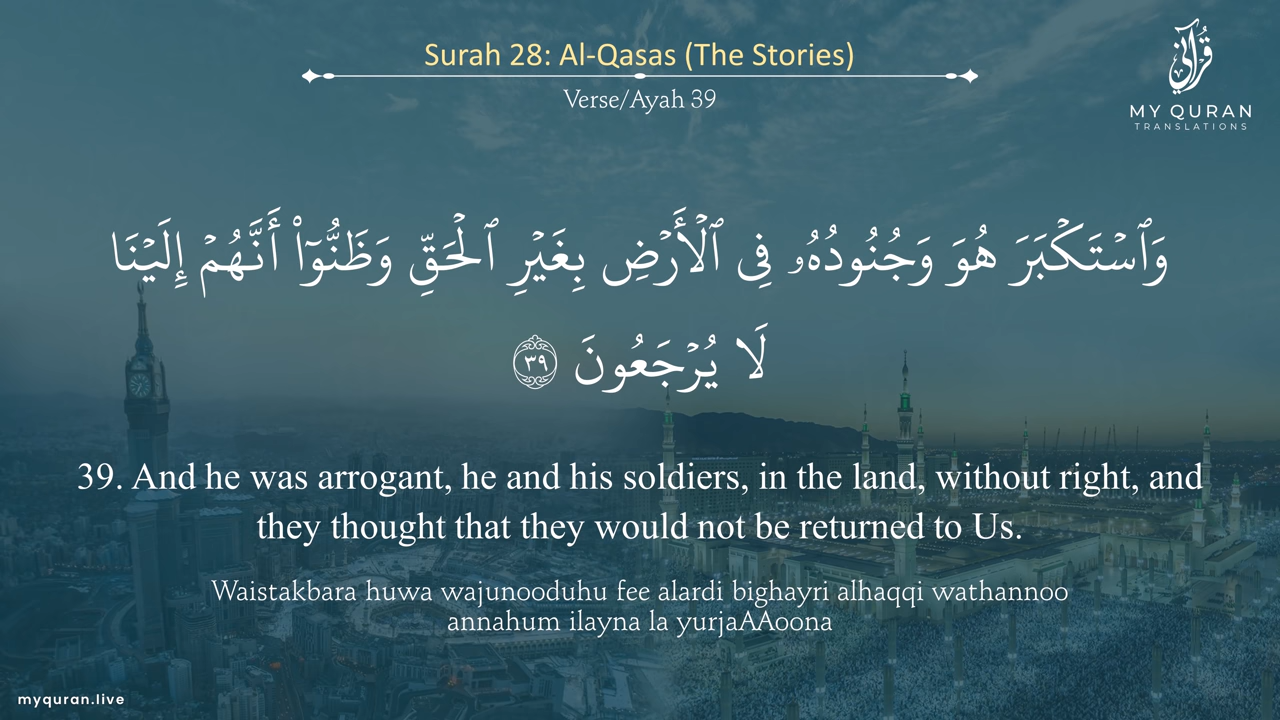 Surah 28: Al-Qasas (The Stories)
Verse/Ayah 39
قرآني
MY QURAN
TRANSLATIONS
وَٱسْتَكْبَرَ هُوَ وَجُنُودُهُۥ فِى ٱلْأَرْضِ بِغَيْرِ ٱلْحَقِّ وَظَنُّوٓا۟ أَنَّهُمْ إِلَيْنَا
لَا يُرْجَعُونَ ٣٩
39. And he was arrogant, he and his soldiers, in the land, without right, and
they thought that they would not be returned to Us.
Waistakbara huwa wajunooduhu fee alardi bighayri alhaqqi wathannoo
annahum ilayna la yurjaAAoona
myquran.live